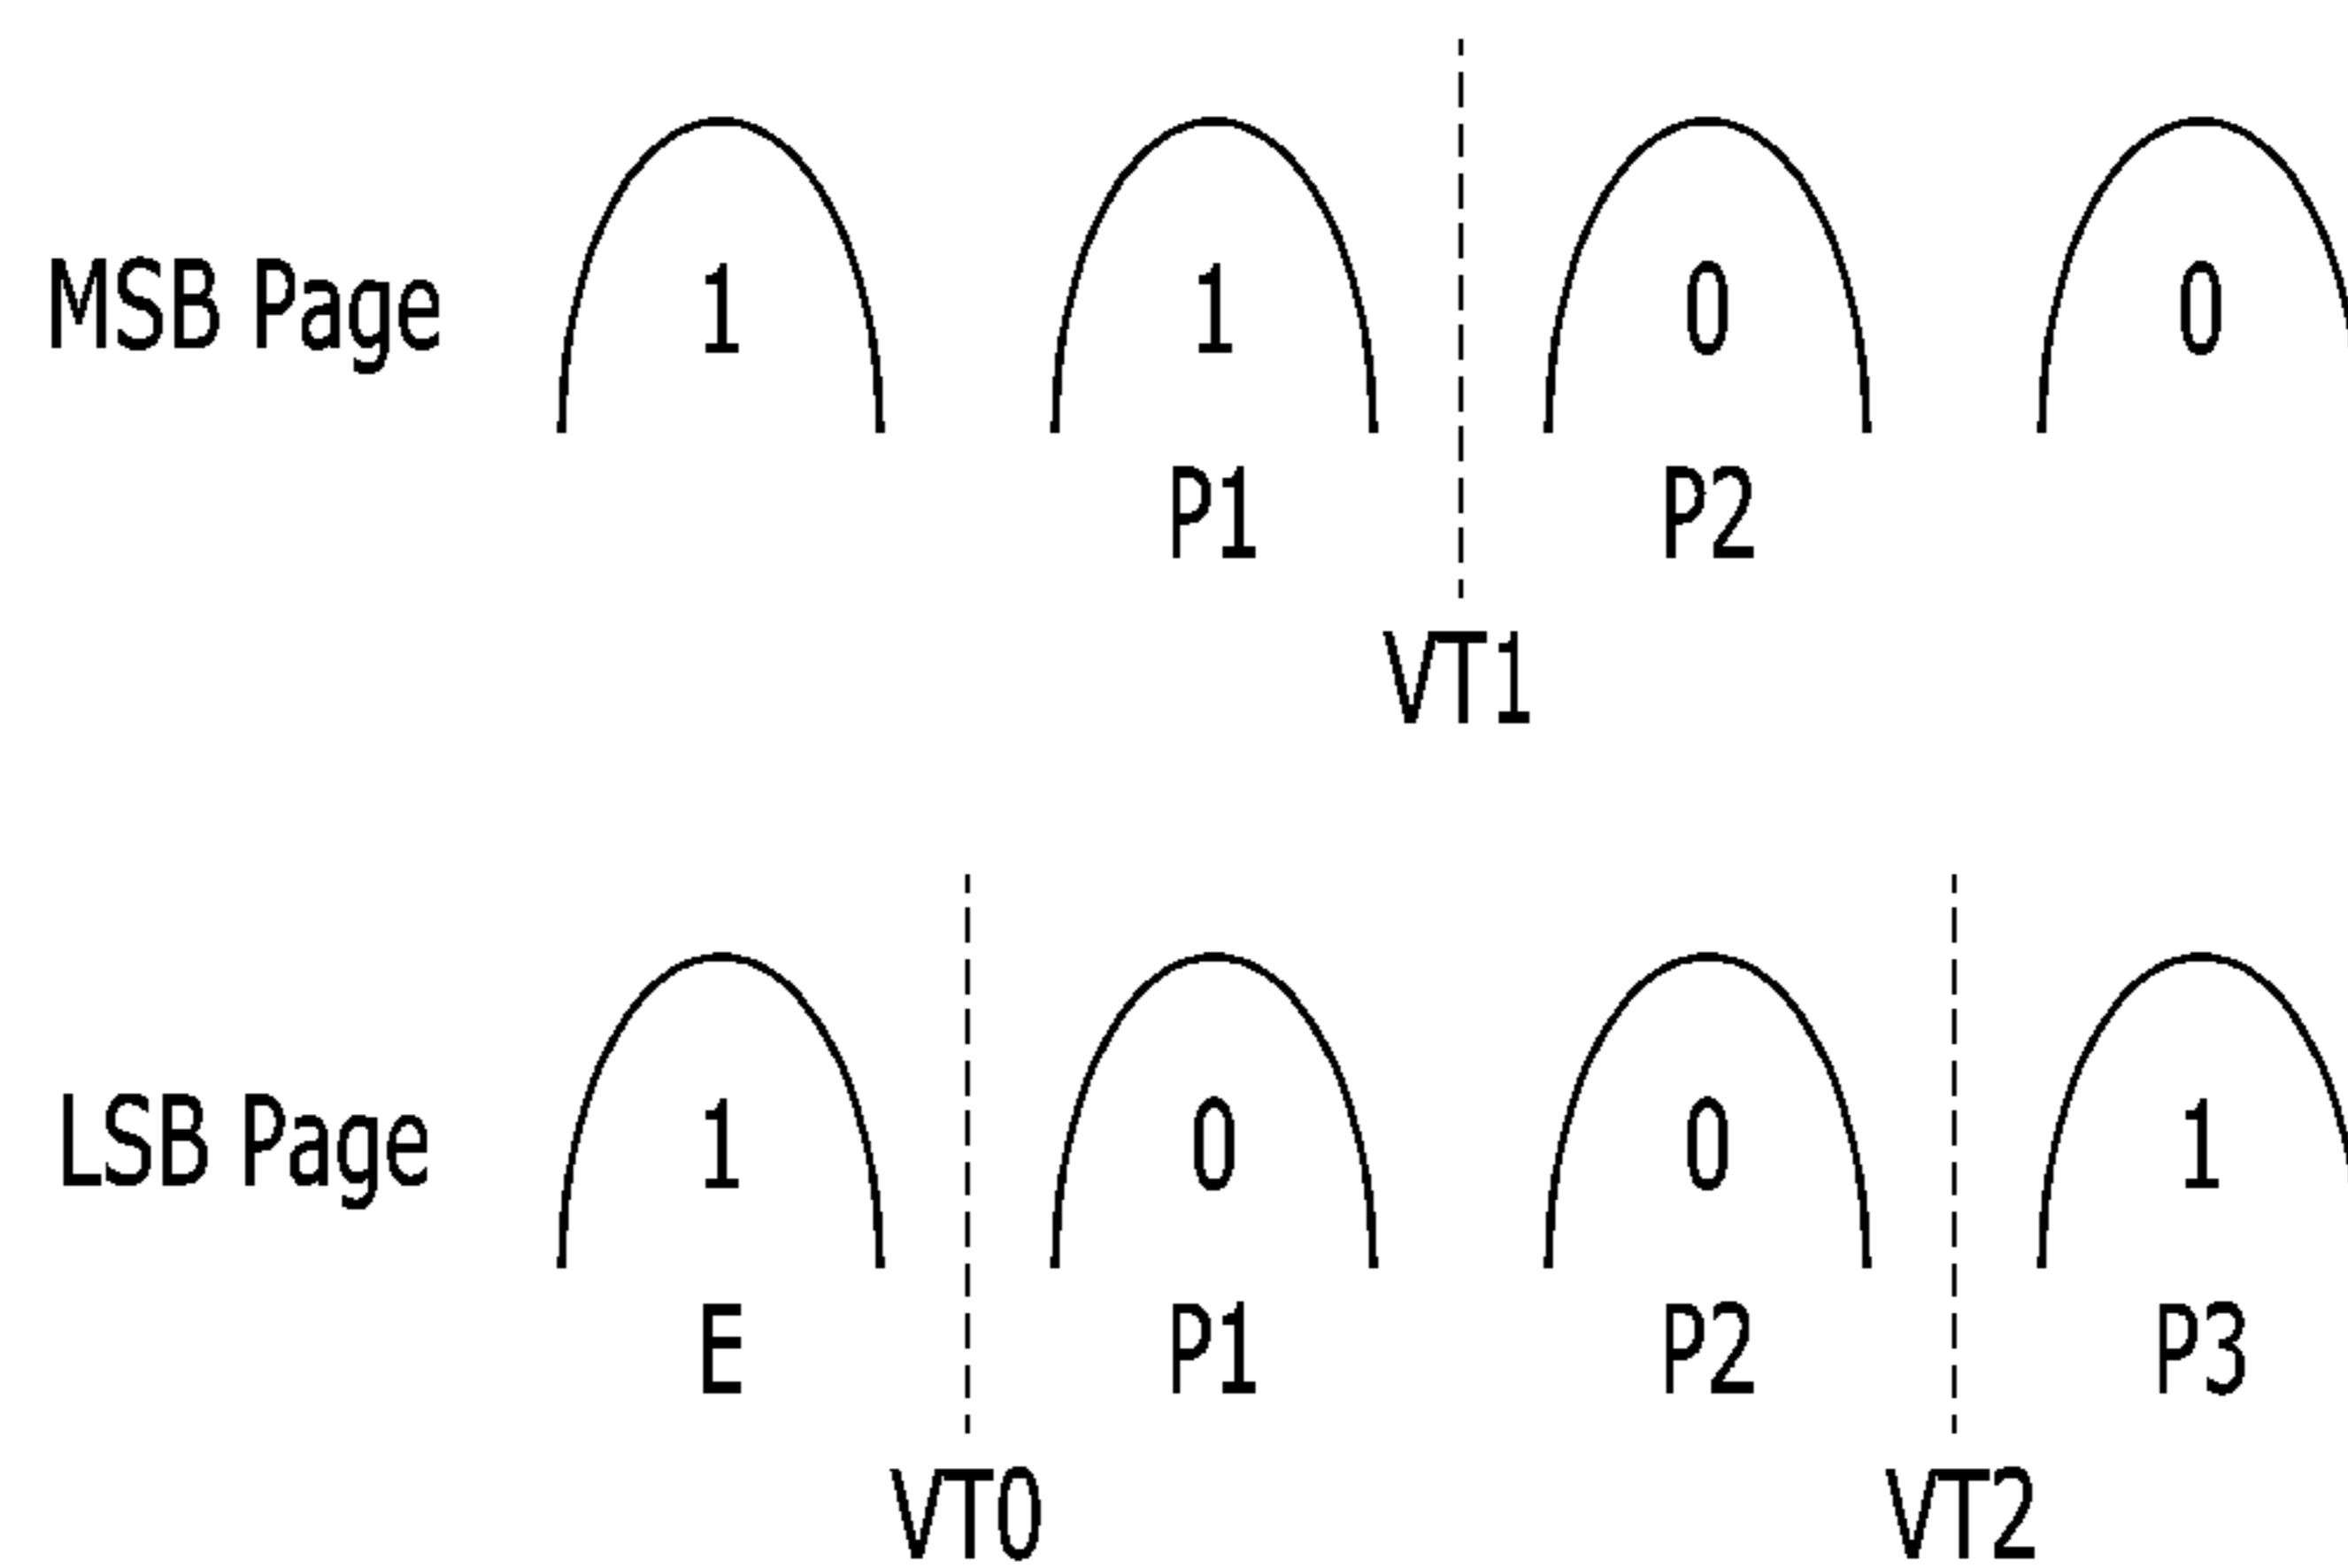 MSB Page 1 1 0 0
P1 P2
VT1
LSB Page 1 0 0 1
E P1 P2 P3
VT0 VT2